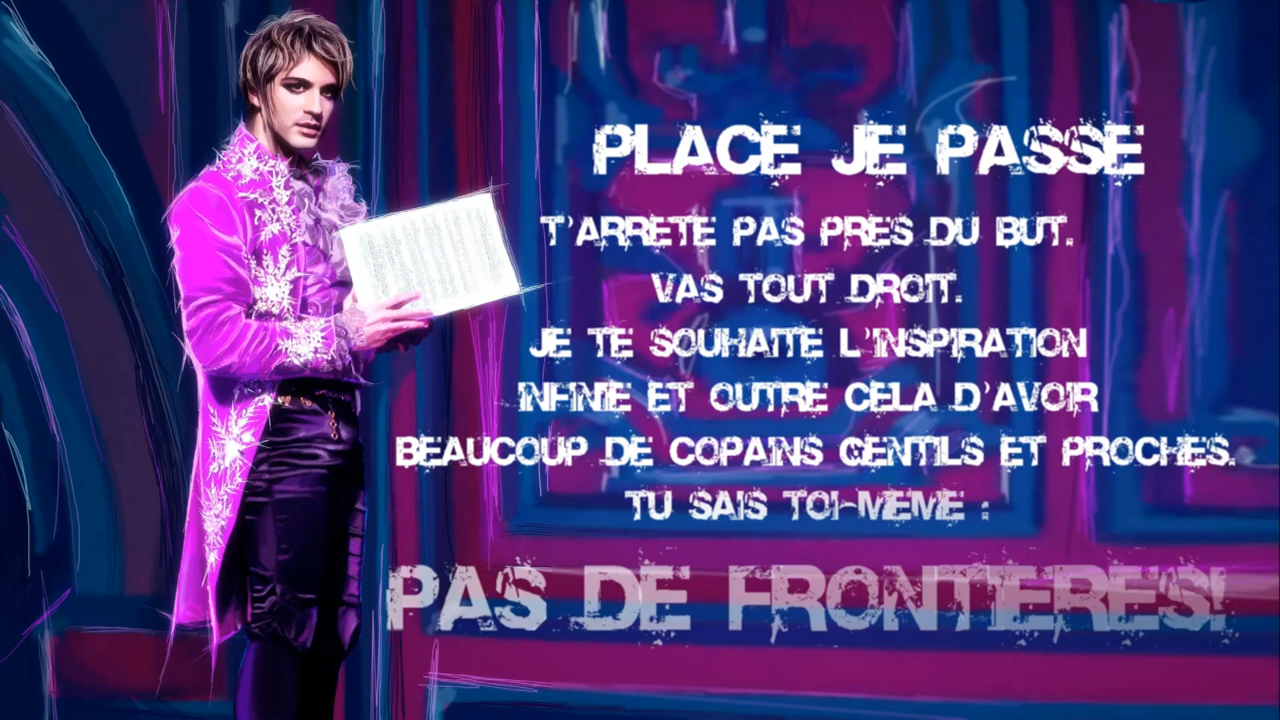 PLACE JE PASSE
T'ARRETE PAS PRES DU BUT.
VAS TOUT DROIT.
JE TE SOUHAITE L'INSPIRATION
INFINIE ET OUTRE CELA D'AVOIR
BEAUCOUP DE COPAINS GENTILS ET PROCHES.
TU SAIS TOI-MEME :
PAS DE FRONTIERES!